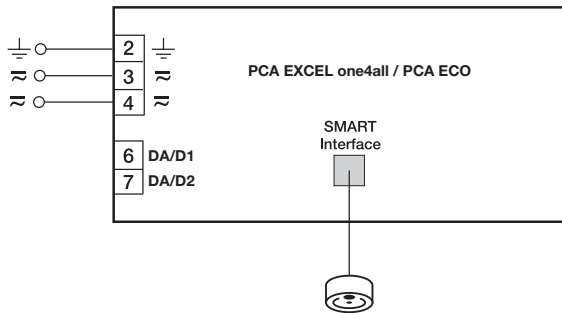 PCA EXCEL one4all / PCA ECO
2
3
4
SMART
Interface
6 DA/D1
7 DA/D2